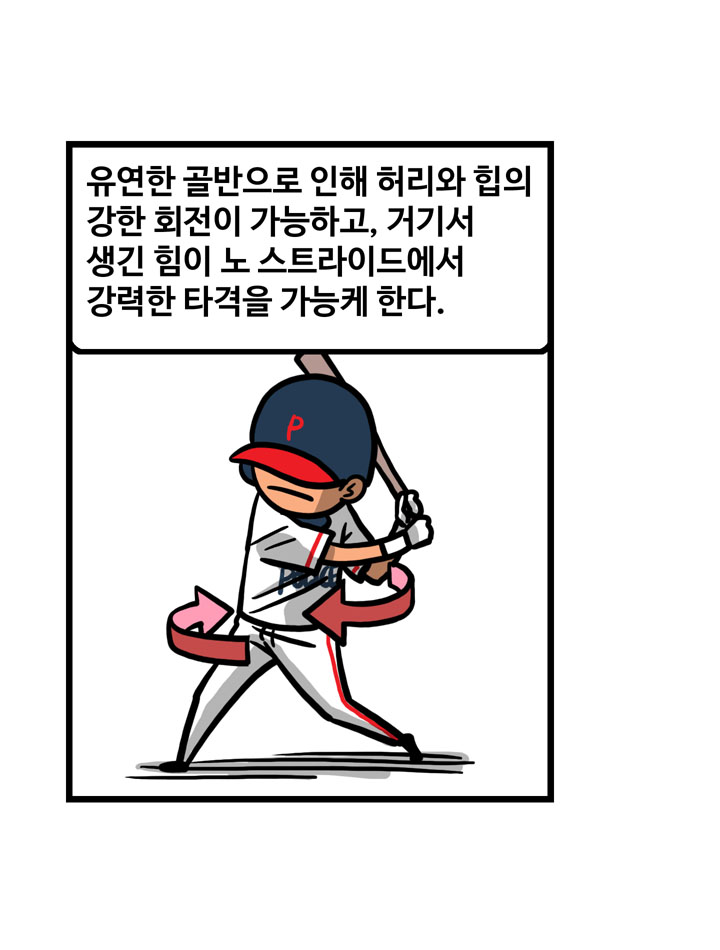 유연한 골반으로 인해 허리와 힙의
강한 회전이 가능하고, 거기서
생긴 힘이 노 스트라이드에서
강력한 타격을 가능케 한다.
P